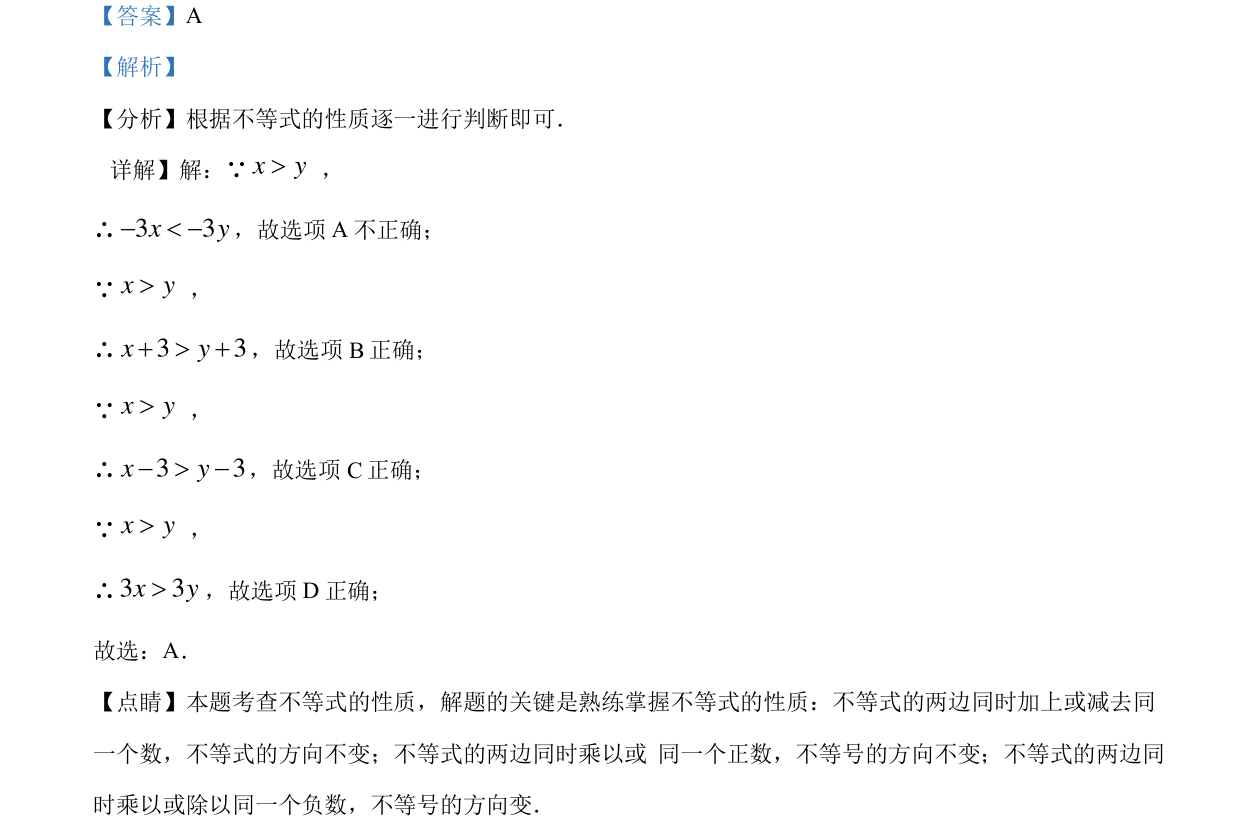 【答案】A
【解析】
【分析】根据不等式的性质逐一进行判断即可．
详解】解：∵ x > y ，
∴ −3x < −3y，故选项 A 不正确；
∵ x > y ，
∴ x+3 > y+3，故选项 B 正确；
∵ x > y ，
∴ x−3 > y−3，故选项 C 正确；
∵ x > y ，
∴ 3x > 3y，故选项 D 正确；
故选：A．
【点睛】本题考查不等式的性质，解题的关键是熟练掌握不等式的性质：不等式的两边同时加上或减去同
一个数，不等式的方向不变；不等式的两边同时乘以或 同一个正数，不等号的方向不变；不等式的两边同
时乘以或除以同一个负数，不等号的方向变．